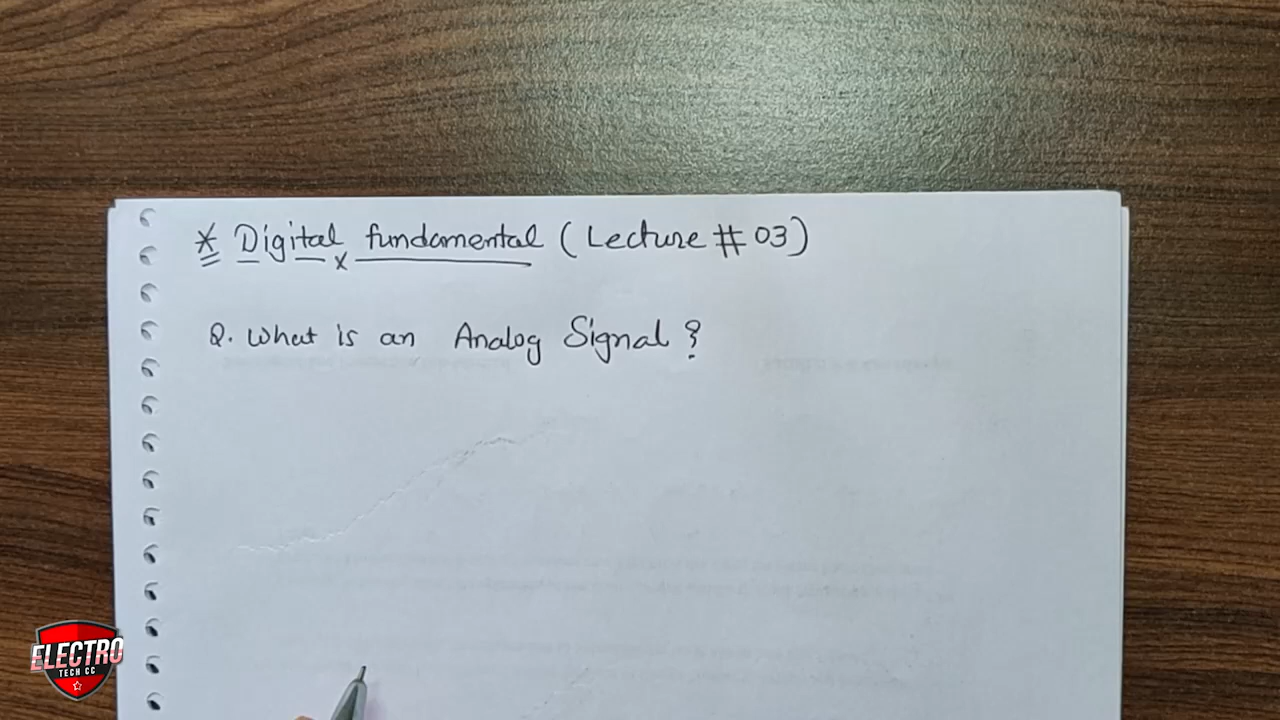 * Digital fundamental (Lecture # 03)
Q. What is an Analog Signal ?
ELECTRO
TECH CC